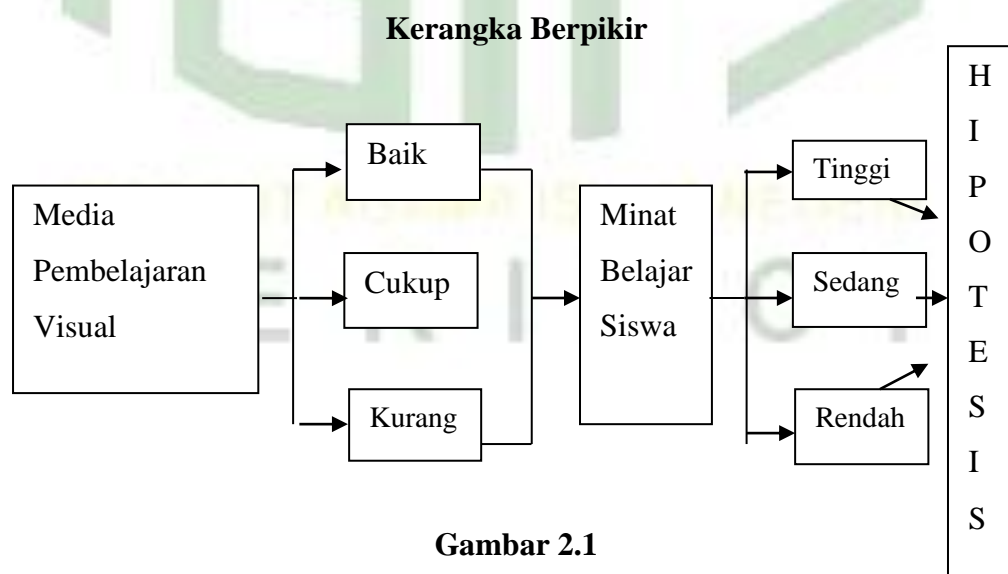 Kerangka Berpikir
Media
Pembelajaran
Visual
Baik
Cukup
Kurang
Minat
Belajar
Siswa
Tinggi
Sedang
Rendah
H
I
P
O
T
E
S
I
S
Gambar 2.1